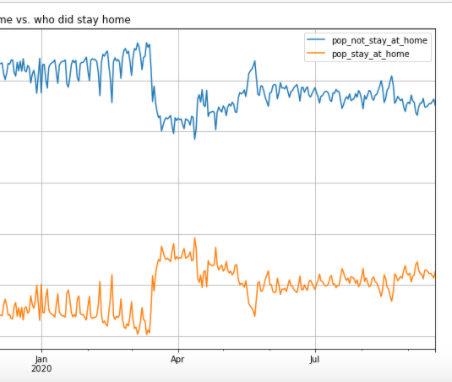 me vs. who did stay home
pop_not_stay_at_home
pop_stay_at_home
Jan
2020
Apr
Jul